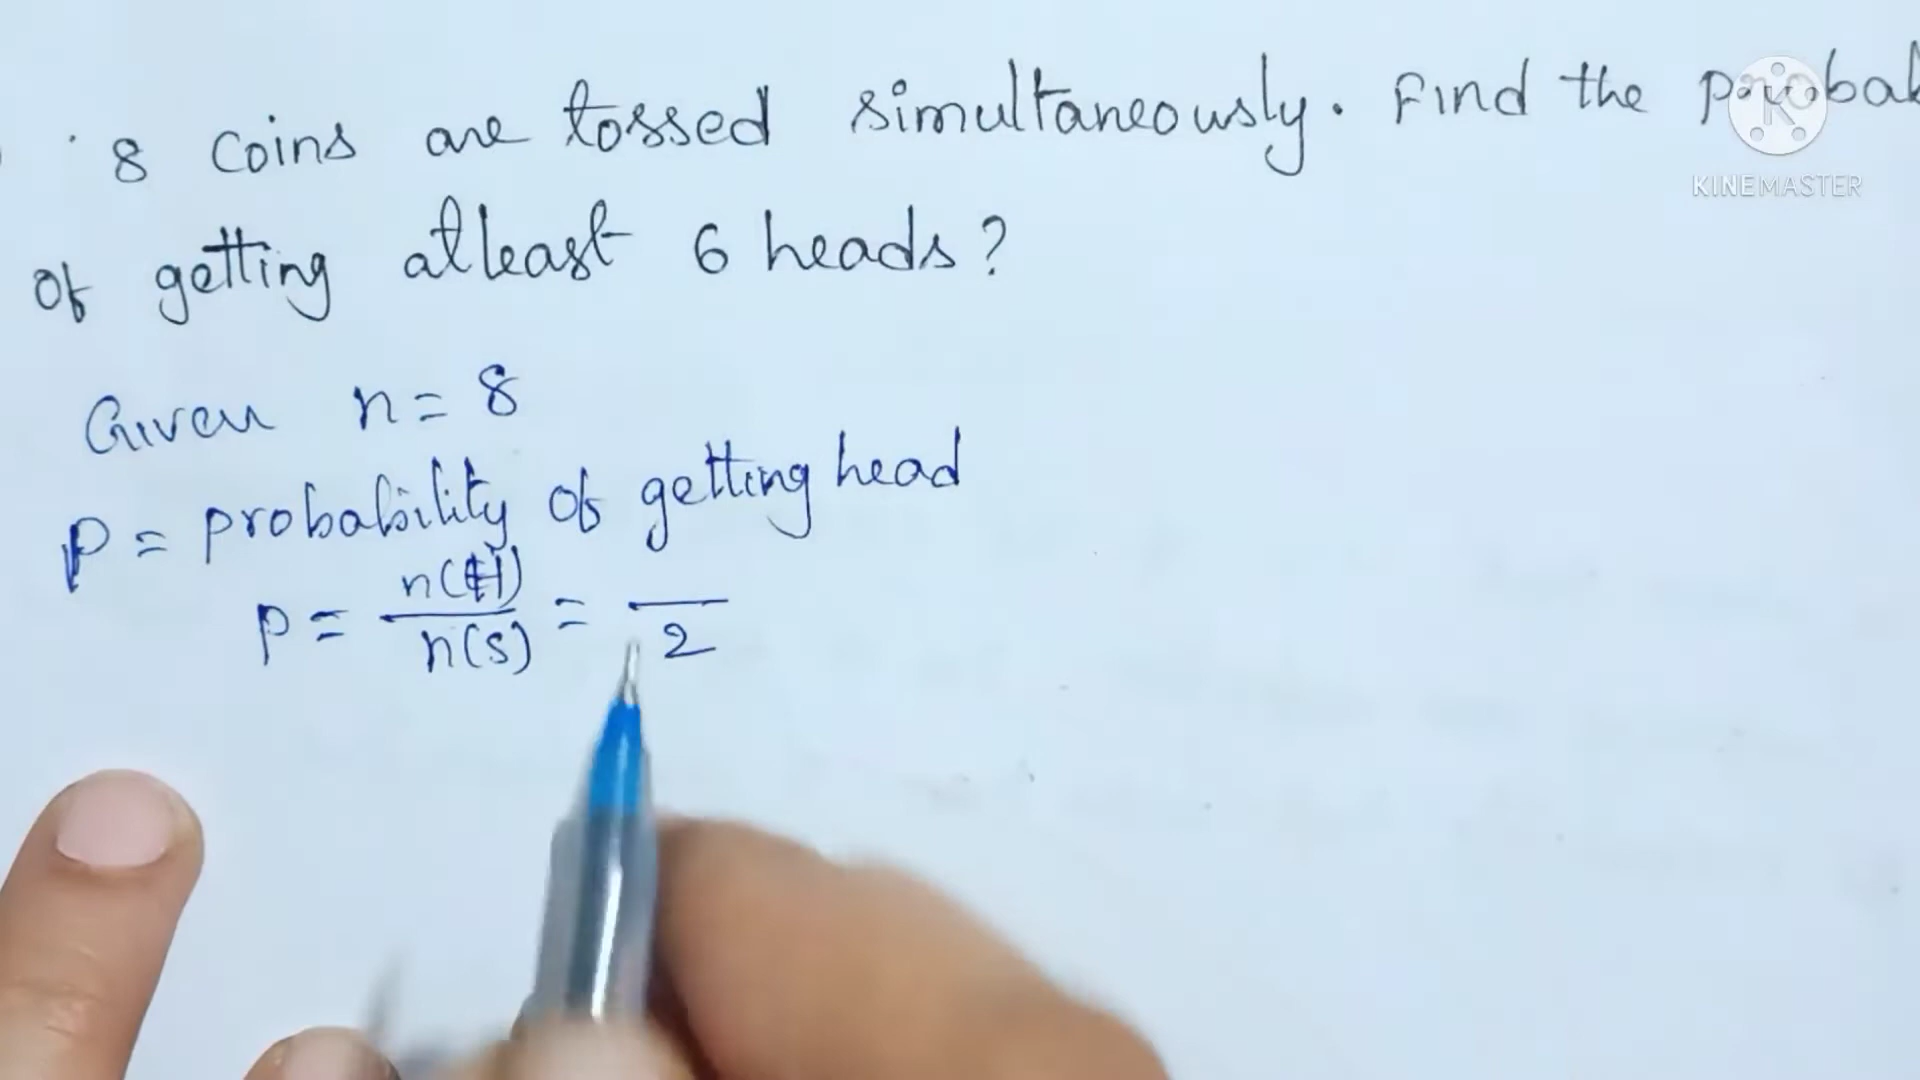 8 coins are tossed simultaneously. Find the probab
of getting atleast 6 heads?
Given n = 8
P = probability of getting head
P = n(H)/n(S) = /2
KINEMASTER